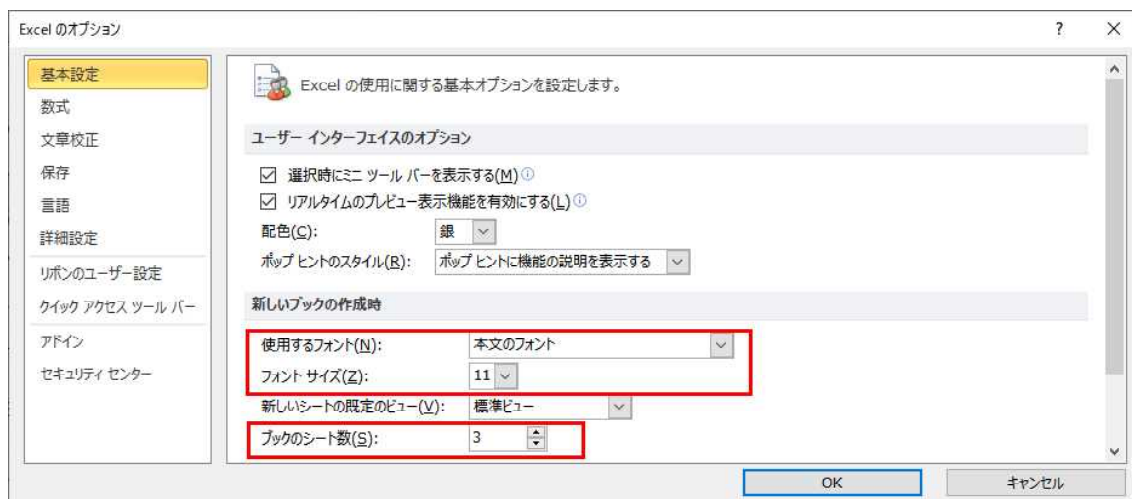 Excel のオプション
?
基本設定
数式
文章校正
保存
言語
詳細設定
リボンのユーザー設定
クイック アクセス ツール バー
アドイン
セキュリティ センター
Excel の使用に関する基本オプションを設定します。
ユーザー インターフェイスのオプション
選択時にミニ ツール バーを表示する(M)
リアルタイムのプレビュー表示機能を有効にする(L)
配色(C): 銀
ポップ ヒントのスタイル(R): ポップ ヒントに機能の説明を表示する
新しいブックの作成時
使用するフォント(N): 本文のフォント
フォント サイズ(Z): 11
新しいシートの既定のビュー(V): 標準ビュー
ブックのシート数(S): 3
OK キャンセル